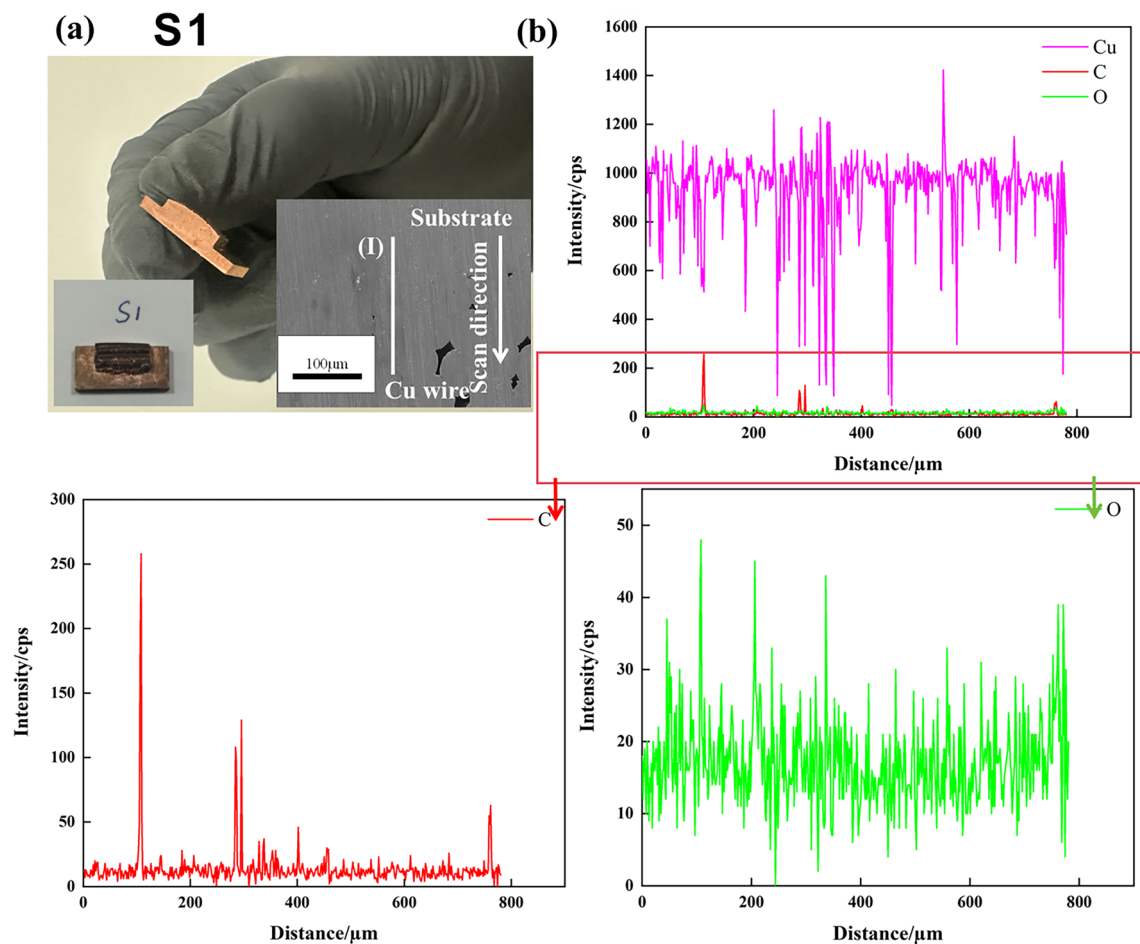 (a) S1
S1
Substrate
(I)
Scan direction
100µm
Cu wire
(b)
Cu
C
O
1600
1400
1200
1000
800
600
400
200
0
Intensity/cps
0 200 400 600 800
Distance/µm
C
300
250
200
150
100
50
0
Intensity/cps
0 200 400 600 800
Distance/µm
O
50
40
30
20
10
0
Intensity/cps
0 200 400 600 800
Distance/µm